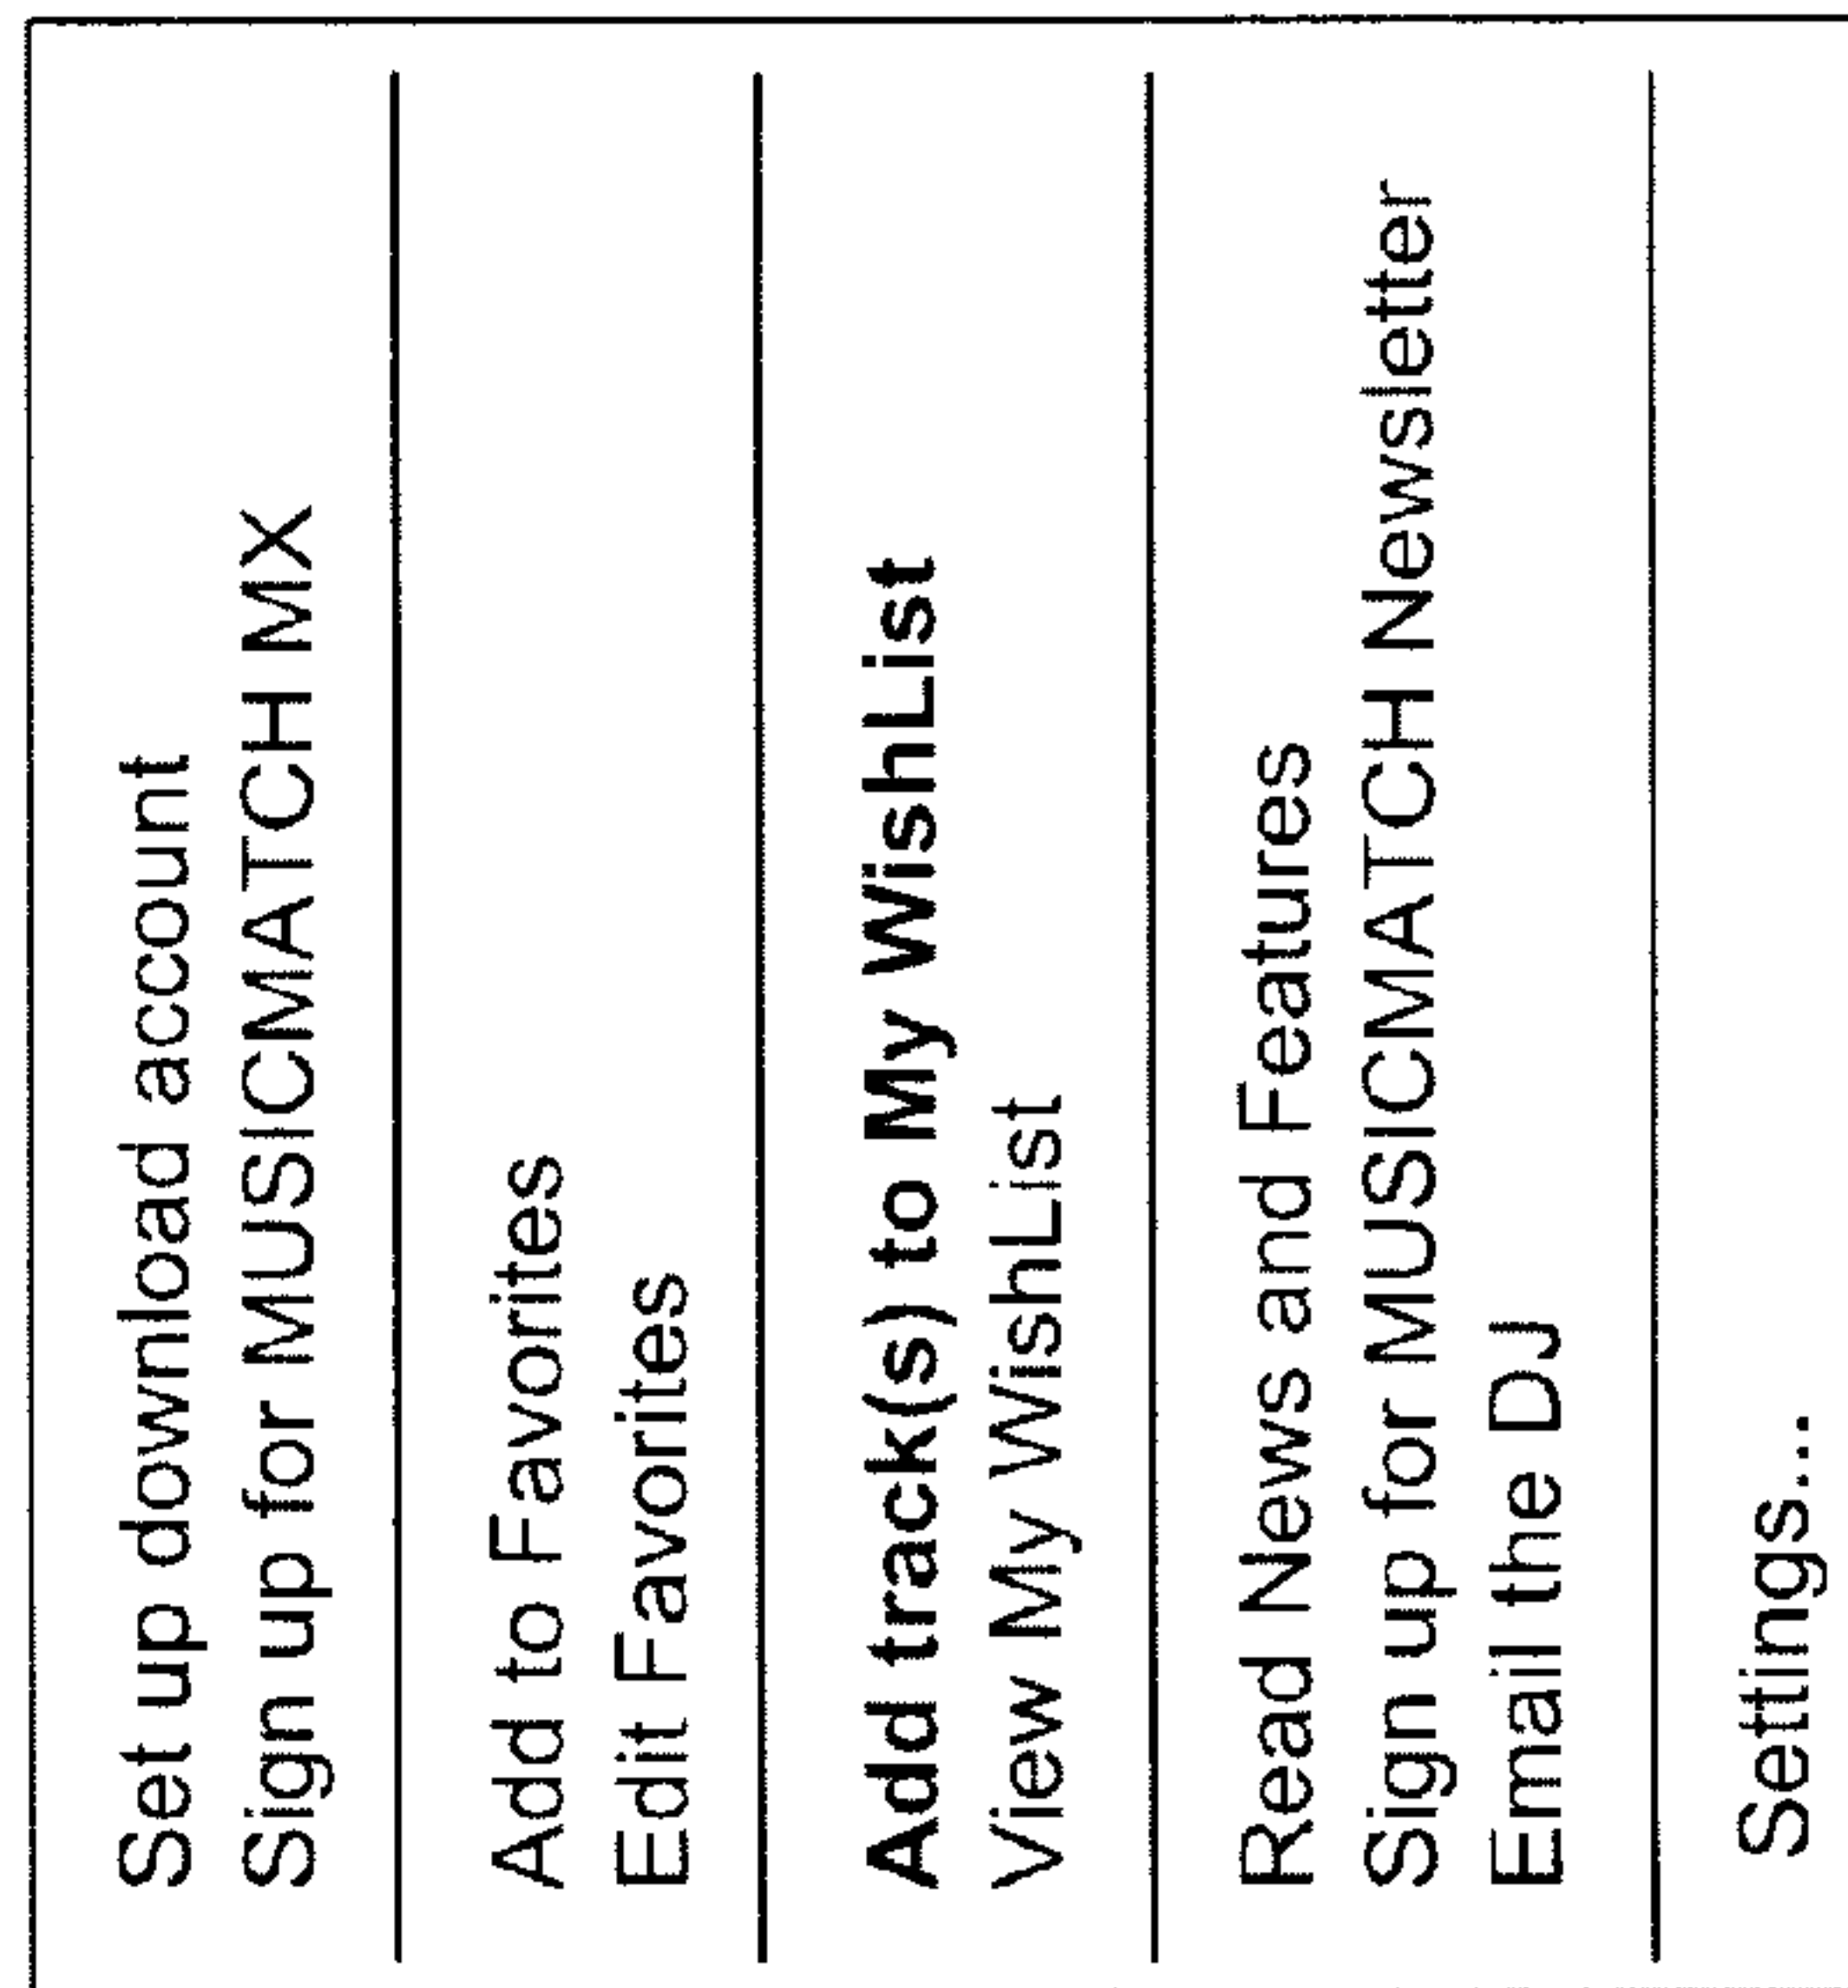 Set up download account
Sign up for MUSICMATCH MX
Add to Favorites
Edit Favorites
Add track(s) to My WishList
View My WishList
Read News and Features
Sign up for MUSICMATCH Newsletter
Email the DJ
Settings...